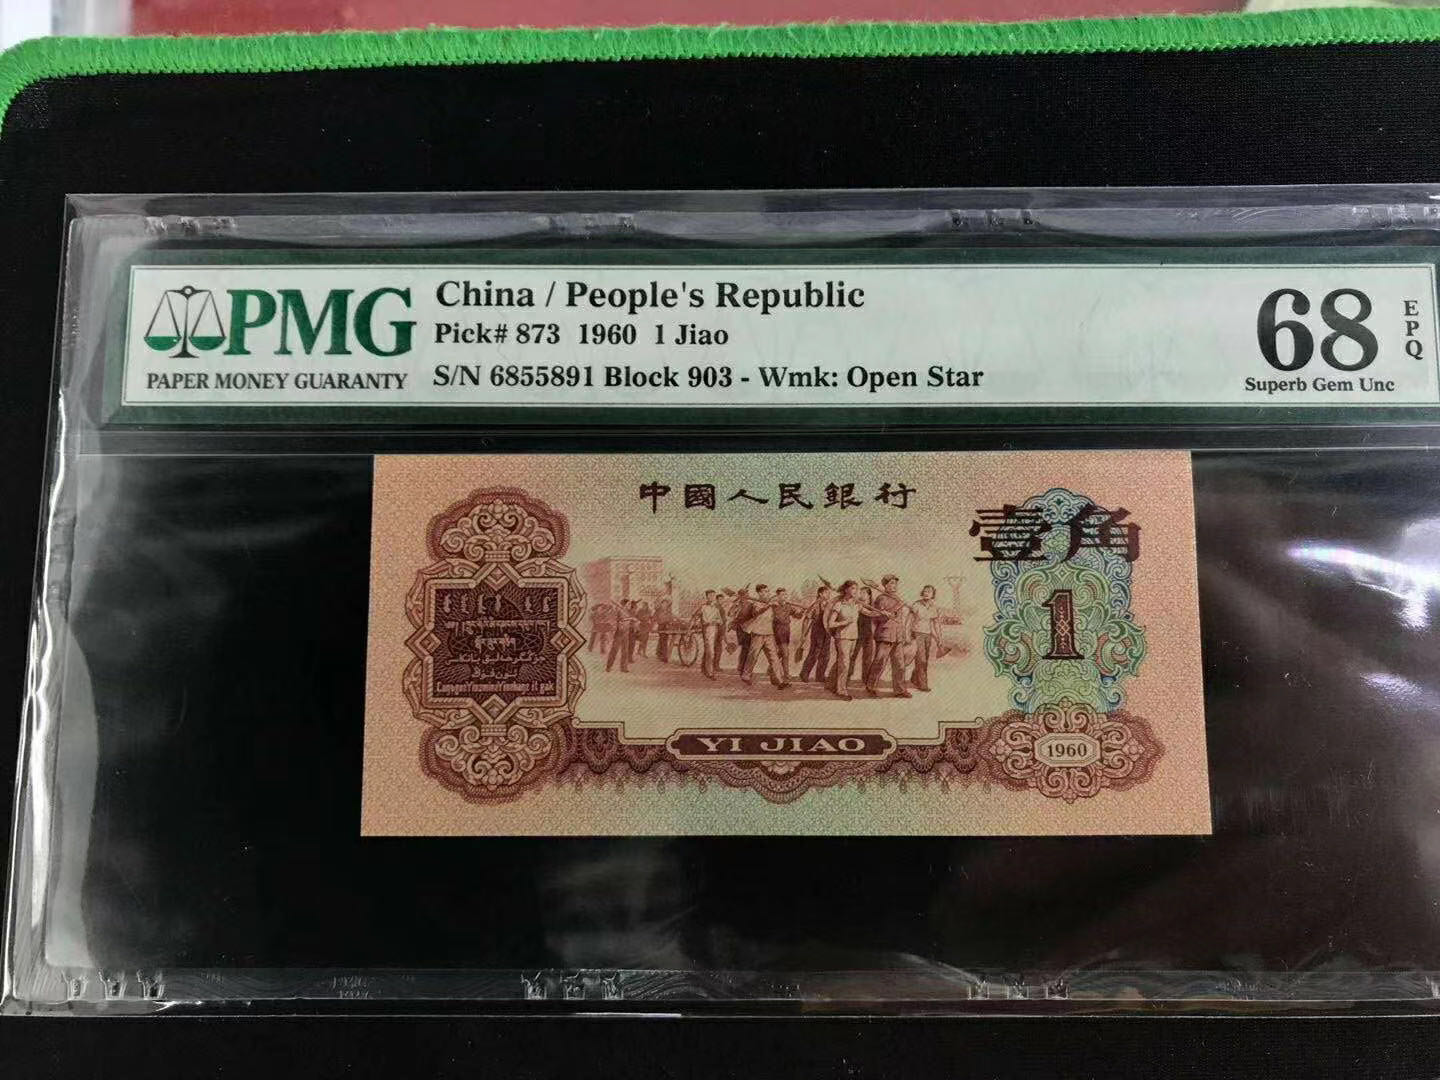 PMG
PAPER MONEY GUARANTY
China / People's Republic
Pick# 873 1960 1 Jiao
S/N 6855891 Block 903 - Wmk: Open Star
68
EPQ
Superb Gem Unc
中國人民銀行
壹角
1
YI JIAO
1960